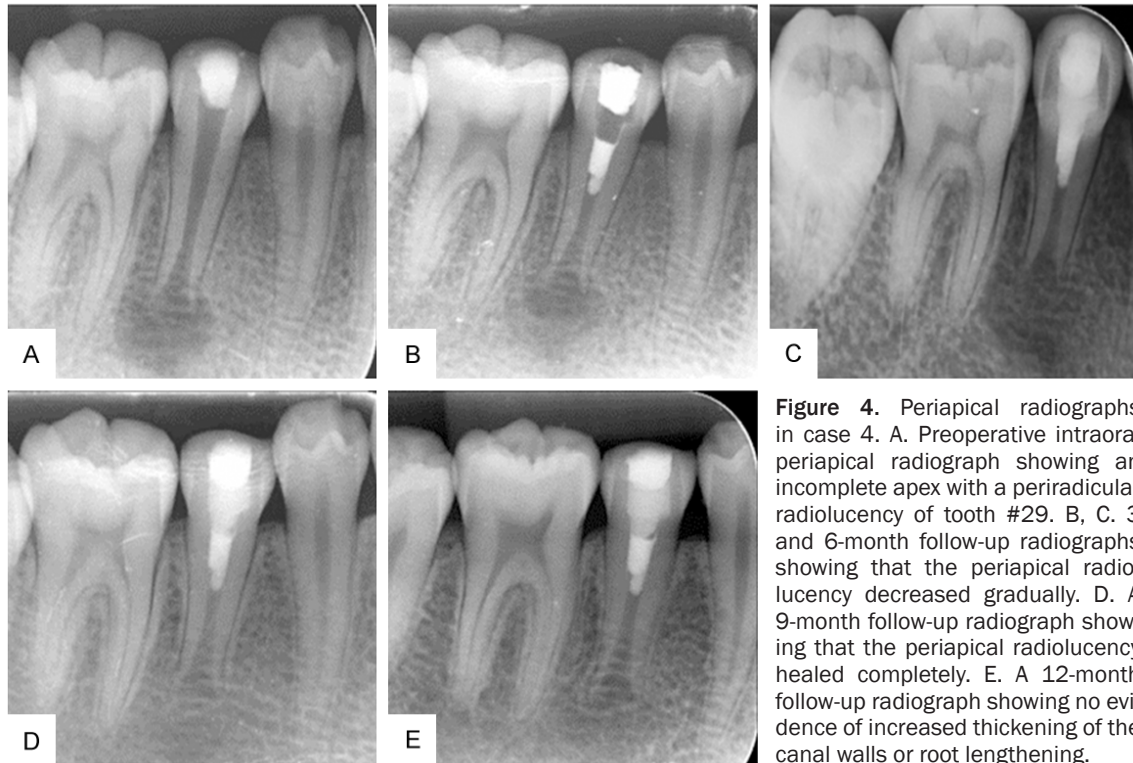 A
B
C
D
E
Figure 4. Periapical radiographs
in case 4. A. Preoperative intraora
periapical radiograph showing an
incomplete apex with a periradicula
radiolucency of tooth #29. B, C. 3
and 6-month follow-up radiographs
showing that the periapical radio
lucency decreased gradually. D. A
9-month follow-up radiograph show
ing that the periapical radiolucency
healed completely. E. A 12-month
follow-up radiograph showing no evi
dence of increased thickening of the
canal walls or root lengthening.